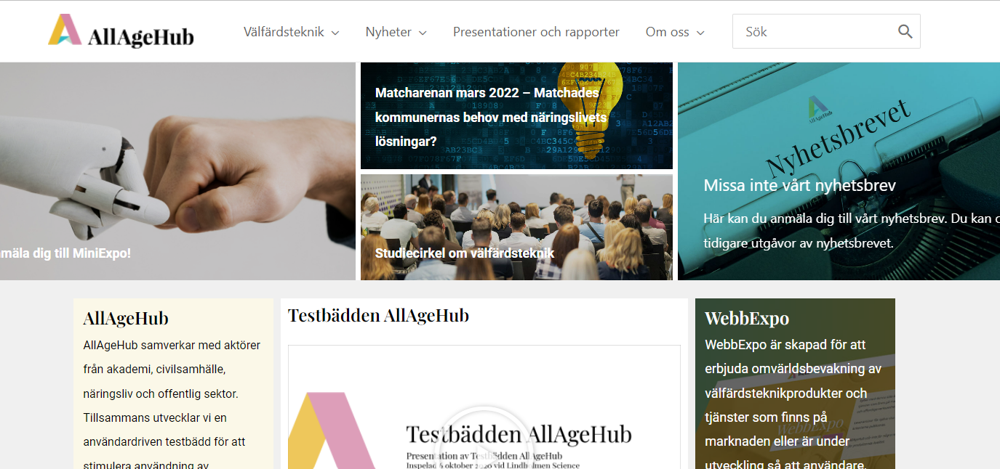 AllAgeHub
Välfärdsteknik
Nyheter
Presentationer och rapporter
Om oss
Sök
mäla dig till MiniExpo!
Matcharenan mars 2022 – Matchades
kommunernas behov med näringslivets
lösningar?
Studiecirkel om välfärdsteknik
AllAgeHub
Nyhetsbrevet
Missa inte vårt nyhetsbrev
Här kan du anmäla dig till vårt nyhetsbrev. Du kan
tidigare utgåvor av nyhetsbrevet.
AllAgeHub
AllAgeHub samverkar med aktörer
från akademi, civilsamhälle,
näringsliv och offentlig sektor.
Tillsammans utvecklar vi en
användardriven testbädd för att
stimulera användning av
Testbädden AllAgeHub
Testbädden AllAgeHub
Presentation av Testbädden AllAgeHub
Inspelad 6 oktober 2020 vid Lindholmen Science
WebbExpo
WebbExpo är skapad för att
erbjuda omvärldsbevakning av
välfärdsteknikprodukter och
tjänster som finns på
marknaden eller är under
utveckling så att användare,
WebbExpo